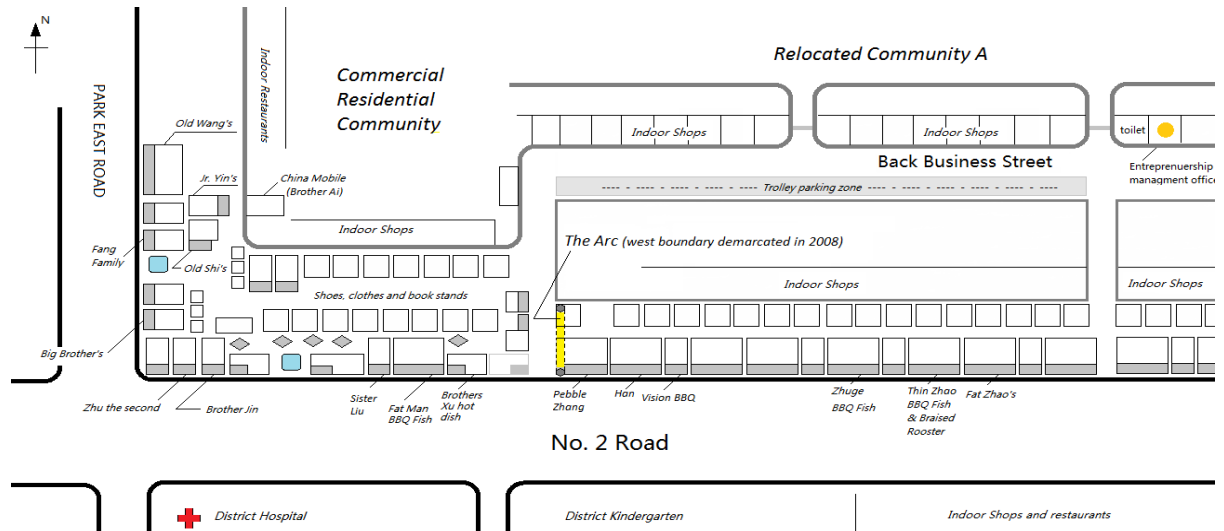 N
Relocated Community A
Commercial
Residential
Community
Indoor Restaurants
PARK EAST ROAD
Old Wang's
Indoor Shops
Indoor Shops
toilet
Back Business Street
Entreprenuership
managment office
Jr. Yin's
China Mobile
(Brother Ai)
Trolley parking zone
Indoor Shops
The Arc (west boundary demarcated in 2008)
Fang
Family
Old Shi's
Indoor Shops
Indoor Shops
Shoes, clothes and book stands
Big Brother's
Zhu the second
Brother Jin
Sister
Liu
Fat Man
BBQ Fish
Brothers
Xu hot
dish
Pebble
Zhang
Han
Vision BBQ
Zhuge
BBQ Fish
Thin Zhao
BBQ Fish
& Braised
Rooster
Fat Zhao's
No. 2 Road
District Hospital
District Kindergarten
Indoor Shops and restaurants